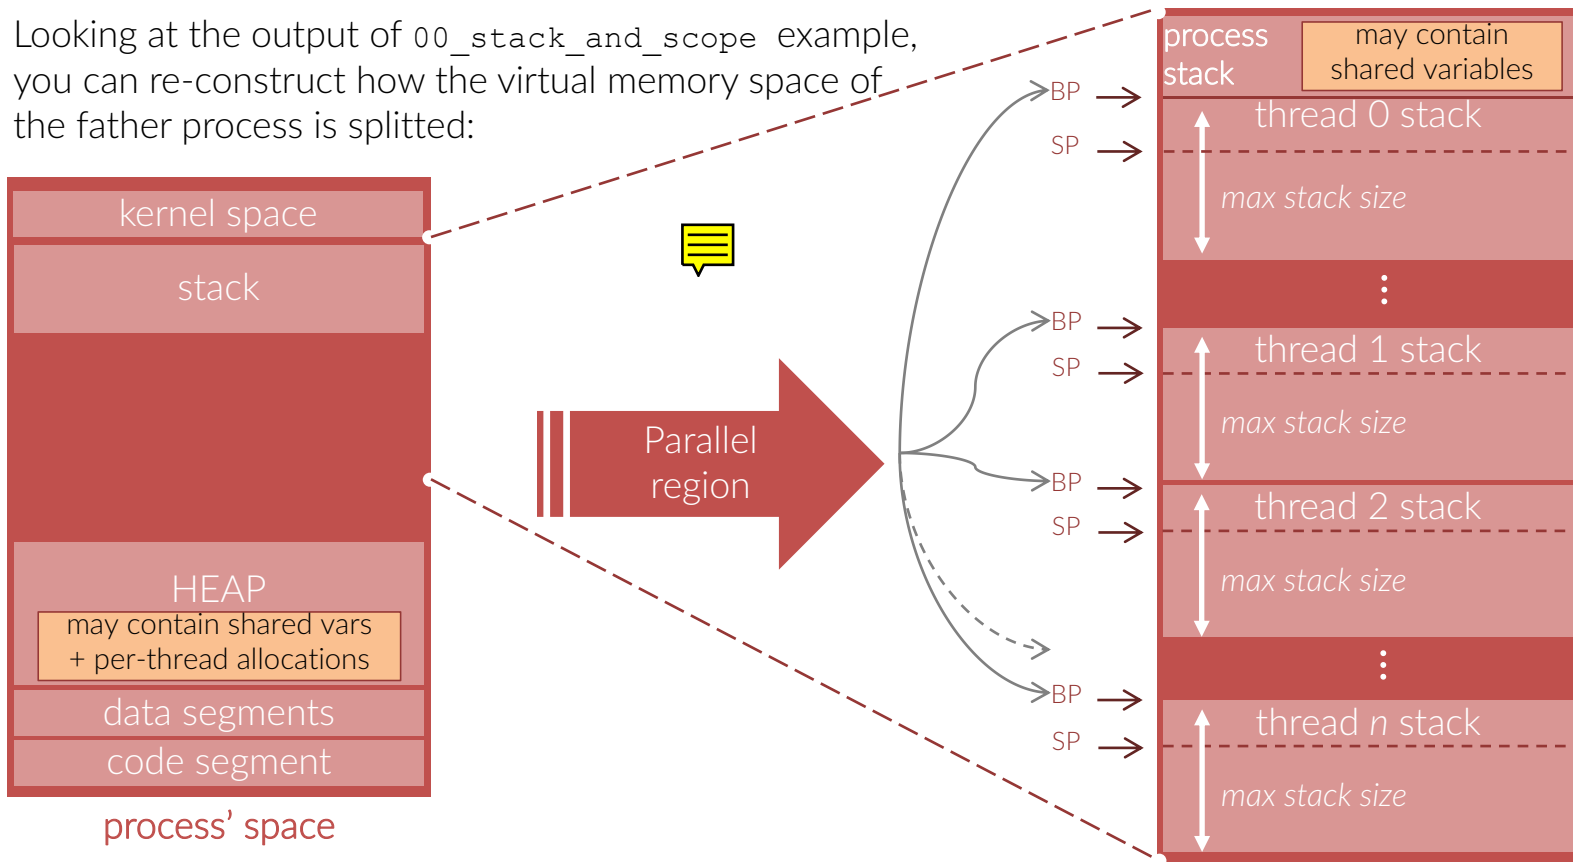 Looking at the output of 00_stack_and_scope example,
you can re-construct how the virtual memory space of
the father process is splitted:
kernel space
stack
HEAP
may contain shared vars
+ per-thread allocations
data segments
code segment
process' space
Parallel
region
BP
SP
BP
SP
BP
SP
BP
SP
process
stack
may contain
shared variables
thread 0 stack
max stack size
⋮
thread 1 stack
max stack size
thread 2 stack
max stack size
⋮
thread n stack
max stack size